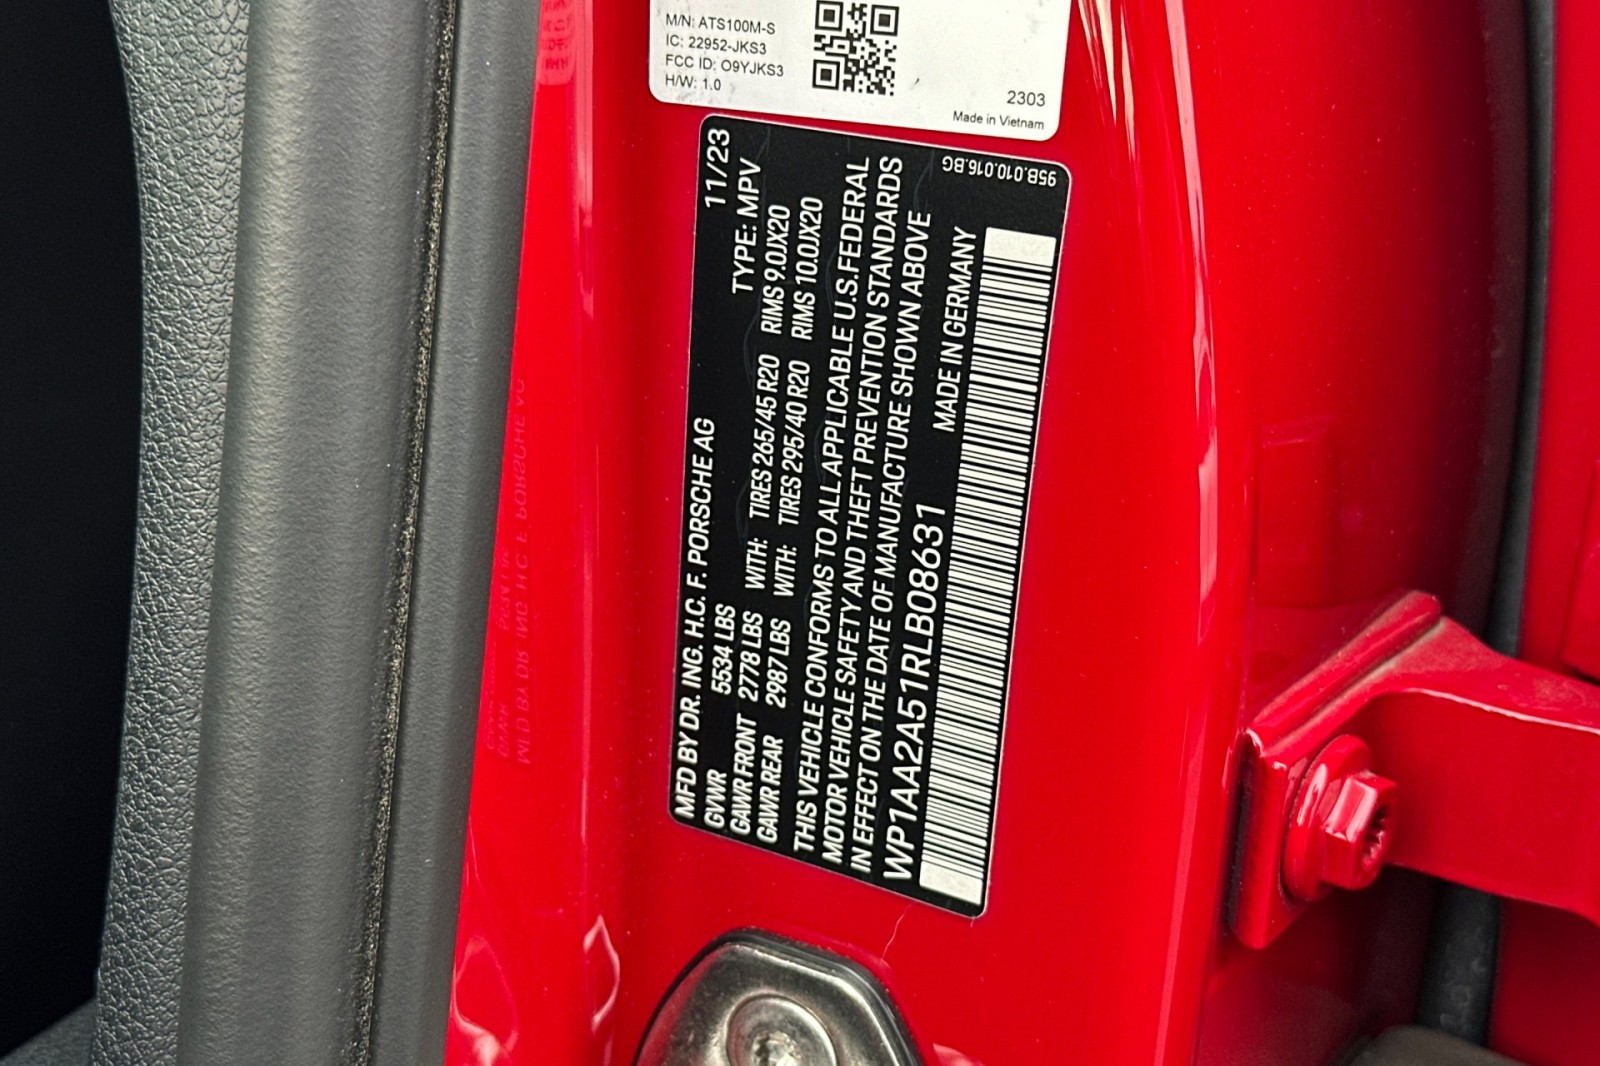 M/N: ATS100M-S
IC: 22952-JKS3
FCC ID: O9YJKS3
H/W: 1.0
2303
Made in Vietnam
95B.010.016.BG
MFD BY DR. ING. H.C. F. PORSCHE AG 11/23
GVWR 5534 LBS TYPE: MPV
GAWR FRONT 2778 LBS WITH: TIRES 265/45 R20 RIMS 9.0JX20
GAWR REAR 2987 LBS WITH: TIRES 295/40 R20 RIMS 10.0JX20
THIS VEHICLE CONFORMS TO ALL APPLICABLE U.S. FEDERAL
MOTOR VEHICLE SAFETY AND THEFT PREVENTION STANDARDS
IN EFFECT ON THE DATE OF MANUFACTURE SHOWN ABOVE
WP1AA2A51RLB08631 MADE IN GERMANY